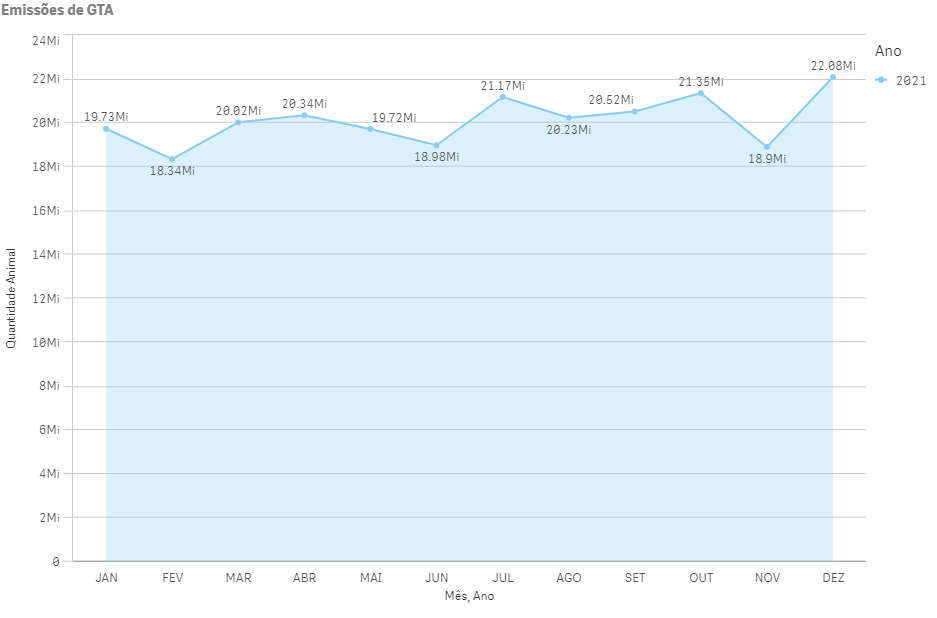 Emissões de GTA
24Mi
22Mi
20Mi
18Mi
16Mi
14Mi
12Mi
10Mi
8Mi
6Mi
4Mi
2Mi
0
Quantidade Animal
19.73Mi
18.34Mi
20.02Mi
20.34Mi
19.72Mi
18.98Mi
21.17Mi
20.23Mi
20.52Mi
21.35Mi
18.9Mi
22.08Mi
JAN FEV MAR ABR MAI JUN JUL AGO SET OUT NOV DEZ
Mês, Ano
Ano
2021